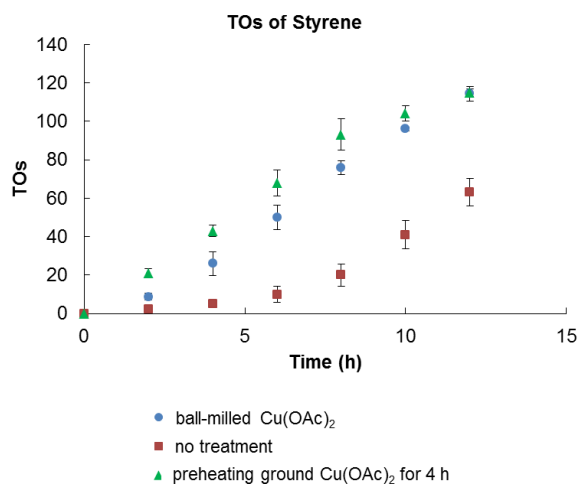 TOs of Styrene
140
120
100
80
60
40
20
0
TOs
0 5 10 15
Time (h)
ball-milled Cu(OAc)₂
no treatment
preheating ground Cu(OAc)₂ for 4 h